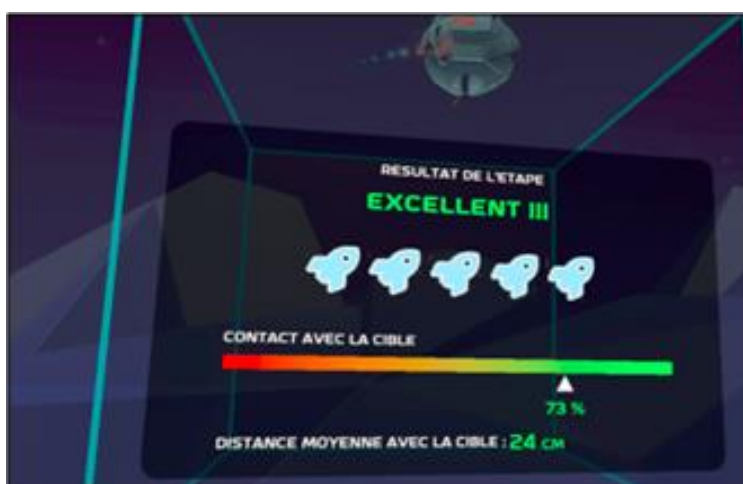 RESULTAT DE L'ETAPE
EXCELLENT !!!
CONTACT AVEC LA CIBLE
73 %
DISTANCE MOYENNE AVEC LA CIBLE : 24 CM